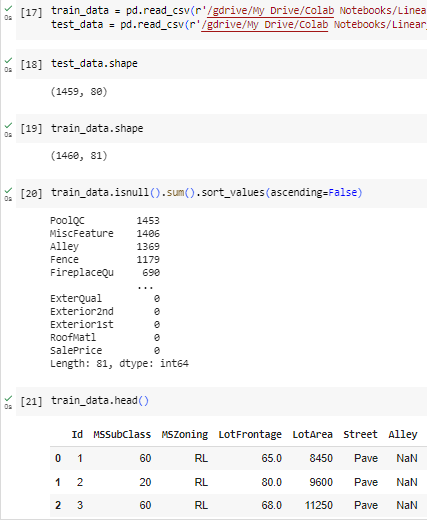 [17] train_data = pd.read_csv(r'/gdrive/My Drive/Colab Notebooks/Linea
test_data = pd.read_csv(r'/gdrive/My Drive/Colab Notebooks/Linear
0s
[18] test_data.shape
0s
(1459, 80)
[19] train_data.shape
0s
(1460, 81)
[20] train_data.isnull().sum().sort_values(ascending=False)
0s
PoolQC 1453
MiscFeature 1406
Alley 1369
Fence 1179
FireplaceQu 690
...
ExterQual 0
Exterior2nd 0
Exterior1st 0
RoofMatl 0
SalePrice 0
Length: 81, dtype: int64
[21] train_data.head()
0s
Id MSSubClass MSZoning LotFrontage LotArea Street Alley
0 1 60 RL 65.0 8450 Pave NaN
1 2 20 RL 80.0 9600 Pave NaN
2 3 60 RL 68.0 11250 Pave NaN